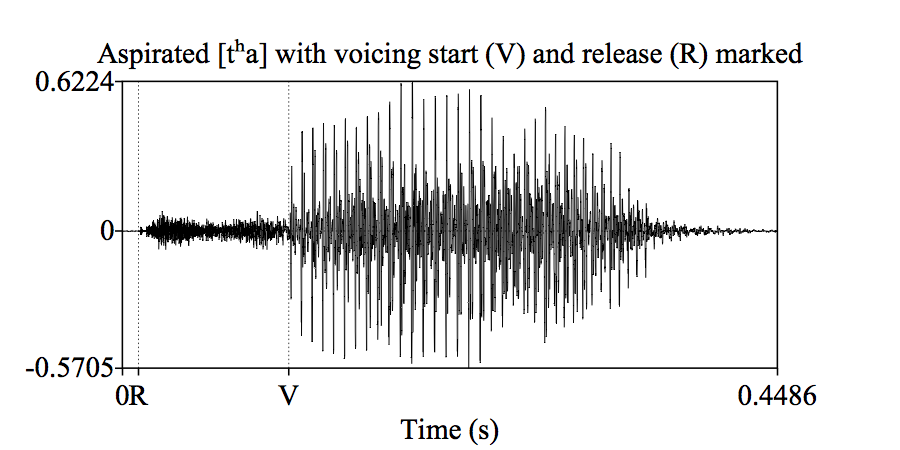 Aspirated [tʰa] with voicing start (V) and release (R) marked
0.6224
0
-0.5705
0R V 0.4486
Time (s)